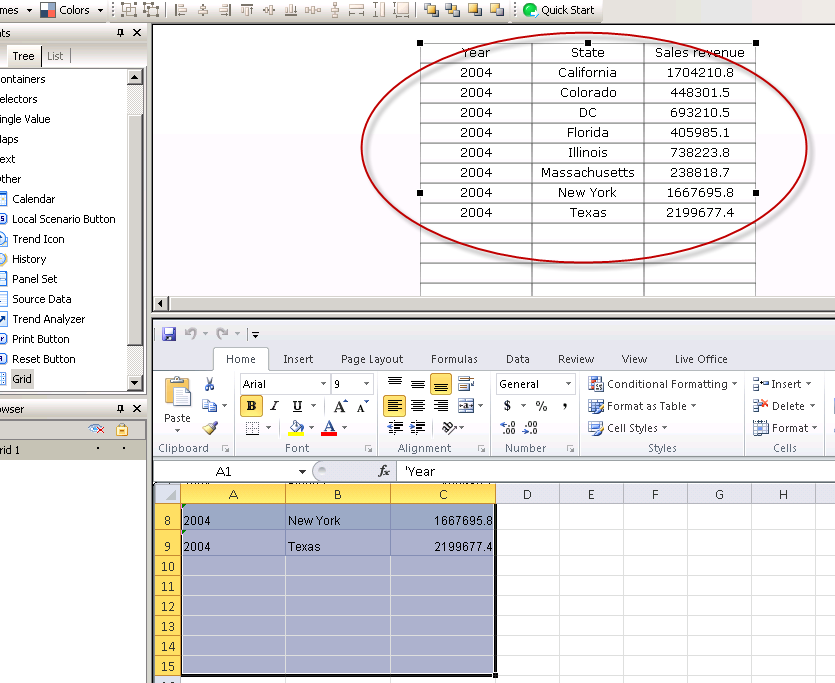 mes Colors Quick Start
nts
Tree List
ontainers
electors
ingle Value
aps
ext
ther
Calendar
Local Scenario Button
Trend Icon
History
Panel Set
Source Data
Trend Analyzer
Print Button
Reset Button
Grid
owser
rid 1
Year State Sales revenue
2004 California 1704210.8
2004 Colorado 448301.5
2004 DC 693210.5
2004 Florida 405985.1
2004 Illinois 738223.8
2004 Massachusetts 238818.7
2004 New York 1667695.8
2004 Texas 2199677.4
Home Insert Page Layout Formulas Data Review View Live Office
Paste
Clipboard
Arial 9
B I U A A
A
Font
Alignment
General
$ % ,
.00 .0
Number
Conditional Formatting
Format as Table
Cell Styles
Styles
Insert
Delete
Format
Cells
A1 fx 'Year
A B C D E F G H
8 2004 New York 1667695.8
9 2004 Texas 2199677.4
10
11
12
13
14
15